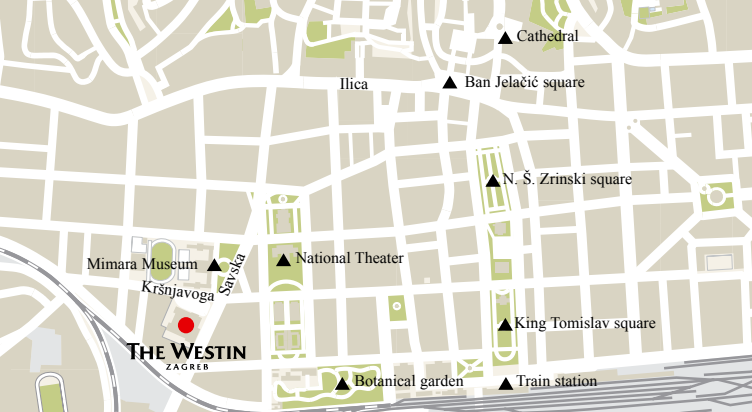 Cathedral
Ilica
Ban Jelačić square
N. Š. Zrinski square
National Theater
Mimara Museum
Savska
Kršnjavoga
King Tomislav square
THE WESTIN
ZAGREB
Botanical garden
Train station